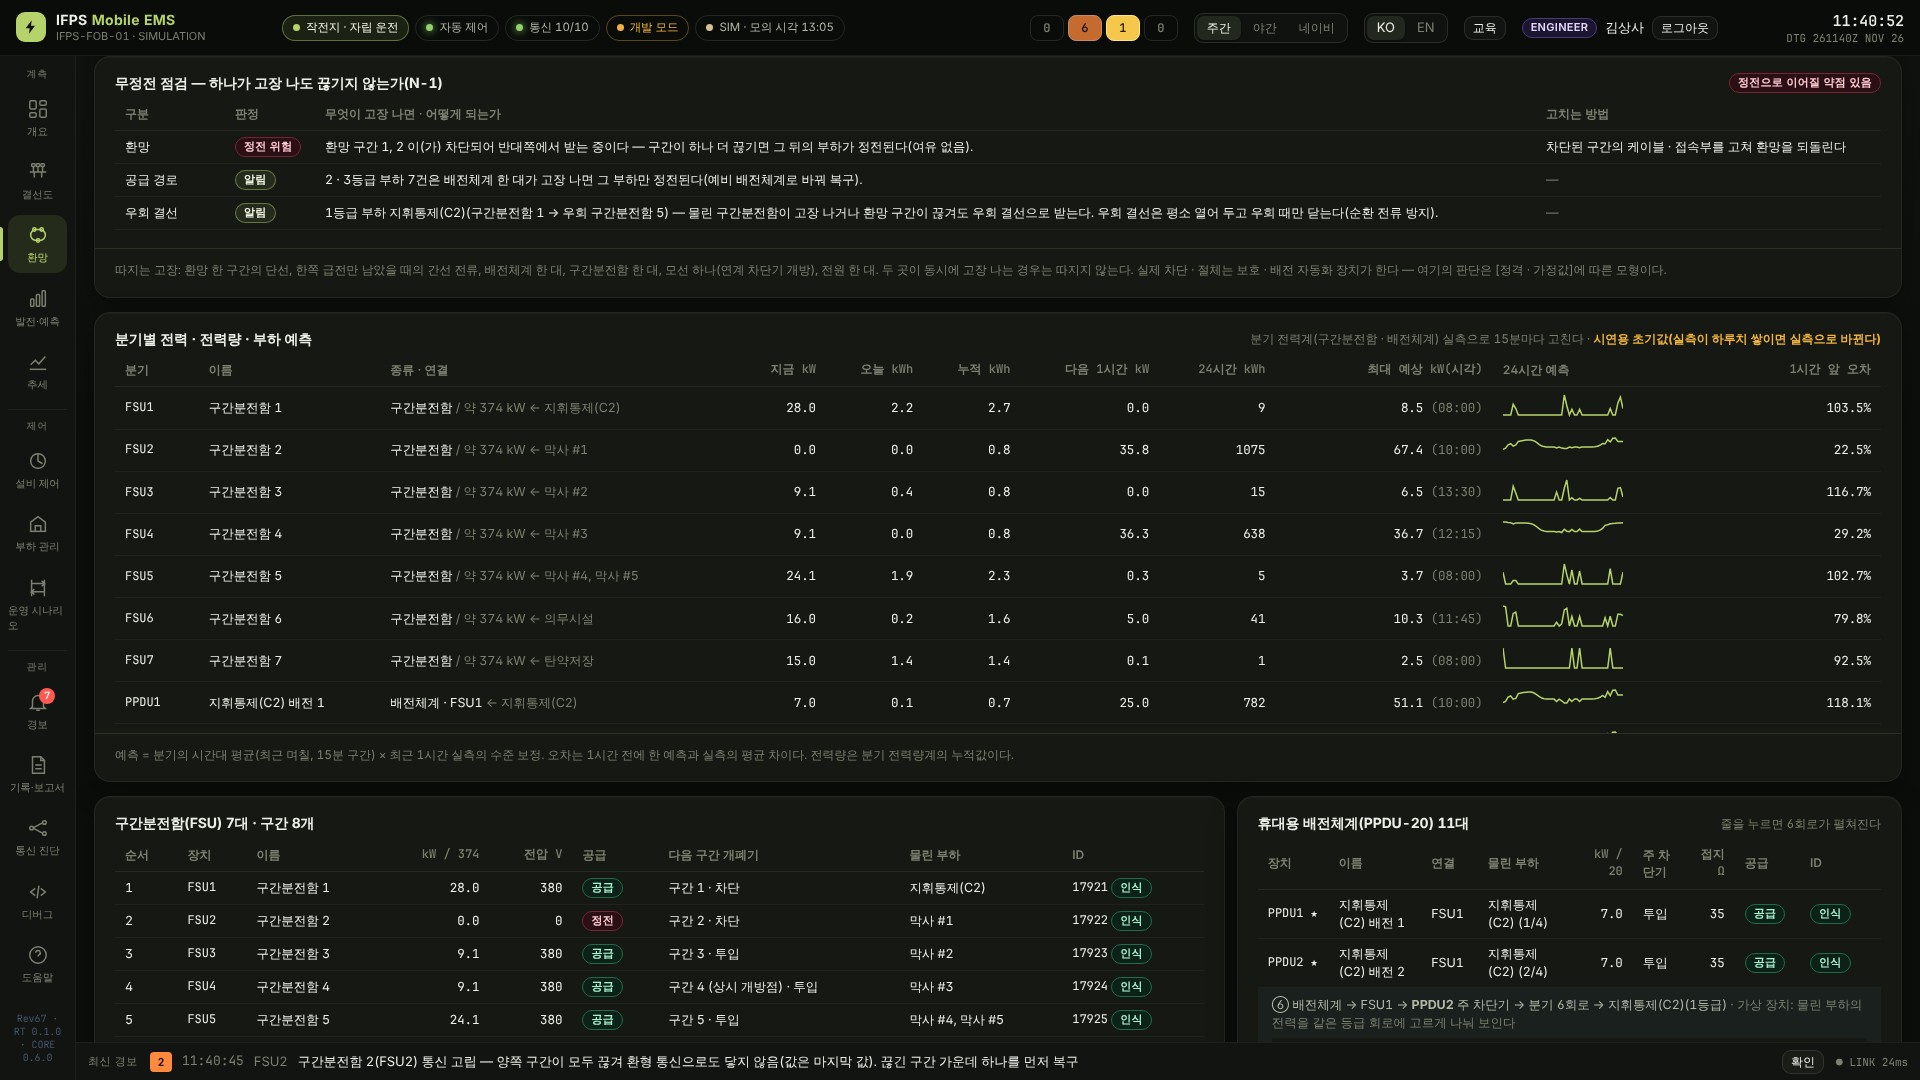 IFPS Mobile EMS
IFPS-FOB-01 · SIMULATION
작전지 · 자립 운전
자동 제어
통신 10/10
개발 모드
SIM · 모의 시각 13:05
0 6 1 0
주간 야간 네이비
KO EN
교육
ENGINEER 김상사 로그아웃
11:40:52
DTG 261140Z NOV 26
계측
개요
결선도
환망
발전·예측
추세
제어
설비 제어
부하 관리
운영 시나리
오
관리
7
경보
기록·보고서
통신 진단
디버그
도움말
Rev67 ·
RT 0.1.0
· CORE
0.6.0
무정전 점검 — 하나가 고장 나도 끊기지 않는가(N-1)
정전으로 이어질 약점 있음
구분 판정 무엇이 고장 나면 · 어떻게 되는가 고치는 방법
환망 정전 위험 환망 구간 1, 2 이(가) 차단되어 반대쪽에서 받는 중이다 — 구간이 하나 더 끊기면 그 뒤의 부하가 정전된다(여유 없음). 차단된 구간의 케이블 · 접속부를 고쳐 환망을 되돌린다
공급 경로 알림 2 · 3등급 부하 7건은 배전체계 한 대가 고장 나면 그 부하만 정전된다(예비 배전체계로 바꿔 복구). —
우회 결선 알림 1등급 부하 지휘통제(C2)(구간분전함 1 → 우회 구간분전함 5) — 물린 구간분전함이 고장 나거나 환망 구간이 끊겨도 우회 결선으로 받는다. 우회 결선은 평소 열어 두고 우회 때만 닫는다(순환 전류 방지). —
따지는 고장: 환망 한 구간의 단선, 한쪽 급전만 남았을 때의 간선 전류, 배전체계 한 대, 구간분전함 한 대, 모선 하나(연계 차단기 개방), 전원 한 대. 두 곳이 동시에 고장 나는 경우는 따지지 않는다. 실제 차단 · 절체는 보호 · 배전 자동화 장치가 한다 — 여기의 판단은 [정격 · 가정값]에 따른 모형이다.
분기별 전력 · 전력량 · 부하 예측
분기 전력계(구간분전함 · 배전체계) 실측으로 15분마다 고친다 · 시연용 초기값(실측이 하루치 쌓이면 실측으로 바뀐다)
분기 이름 종류 · 연결 지금 kW 오늘 kWh 누적 kWh 다음 1시간 kW 24시간 kWh 최대 예상 kW(시각) 24시간 예측 1시간 앞 오차
FSU1 구간분전함 1 구간분전함 / 약 374 kW ← 지휘통제(C2) 28.0 2.2 2.7 0.0 9 8.5 (08:00) 103.5%
FSU2 구간분전함 2 구간분전함 / 약 374 kW ← 막사 #1 0.0 0.0 0.8 35.8 1075 67.4 (10:00) 22.5%
FSU3 구간분전함 3 구간분전함 / 약 374 kW ← 막사 #2 9.1 0.4 0.8 0.0 15 6.5 (13:30) 116.7%
FSU4 구간분전함 4 구간분전함 / 약 374 kW ← 막사 #3 9.1 0.0 0.8 36.3 638 36.7 (12:15) 29.2%
FSU5 구간분전함 5 구간분전함 / 약 374 kW ← 막사 #4, 막사 #5 24.1 1.9 2.3 0.3 5 3.7 (08:00) 102.7%
FSU6 구간분전함 6 구간분전함 / 약 374 kW ← 의무시설 16.0 0.2 1.6 5.0 41 10.3 (11:45) 79.8%
FSU7 구간분전함 7 구간분전함 / 약 374 kW ← 탄약저장 15.0 1.4 1.4 0.1 1 2.5 (08:00) 92.5%
PPDU1 지휘통제(C2) 배전 1 배전체계 · FSU1 ← 지휘통제(C2) 7.0 0.1 0.7 25.0 782 51.1 (10:00) 118.1%
예측 = 분기의 시간대 평균(최근 며칠, 15분 구간) × 최근 1시간 실측의 수준 보정. 오차는 1시간 전에 한 예측과 실측의 평균 차이다. 전력량은 분기 전력량계의 누적값이다.
구간분전함(FSU) 7대 · 구간 8개
순서 장치 이름 kW / 374 전압 V 공급 다음 구간 개폐기 물린 부하 ID
1 FSU1 구간분전함 1 28.0 380 공급 구간 1 · 차단 지휘통제(C2) 17921 인식
2 FSU2 구간분전함 2 0.0 0 정전 구간 2 · 차단 막사 #1 17922 인식
3 FSU3 구간분전함 3 9.1 380 공급 구간 3 · 투입 막사 #2 17923 인식
4 FSU4 구간분전함 4 9.1 380 공급 구간 4 (상시 개방점) · 투입 막사 #3 17924 인식
5 FSU5 구간분전함 5 24.1 380 공급 구간 5 · 투입 막사 #4, 막사 #5 17925 인식
휴대용 배전체계(PPDU-20) 11대
줄을 누르면 6회로가 펼쳐진다
장치 이름 연결 물린 부하 kW / 20 주 차단기 접지 Ω 공급 ID
PPDU1 ★ 지휘통제(C2) 배전 1 FSU1 지휘통제(C2) (1/4) 7.0 투입 35 공급 인식
PPDU2 ★ 지휘통제(C2) 배전 2 FSU1 지휘통제(C2) (2/4) 7.0 투입 35 공급 인식
⑥ 배전체계 → FSU1 → PPDU2 주 차단기 → 분기 6회로 → 지휘통제(C2)(1등급) · 가상 장치: 물린 부하의
전력을 같은 등급 회로에 고르게 나눠 보인다
최신 경보 2 11:40:45 FSU2 구간분전함 2(FSU2) 통신 고립 — 양쪽 구간이 모두 끊겨 환형 통신으로도 닿지 않음(값은 마지막 값). 끊긴 구간 가운데 하나를 먼저 복구
확인
LINK 24ms